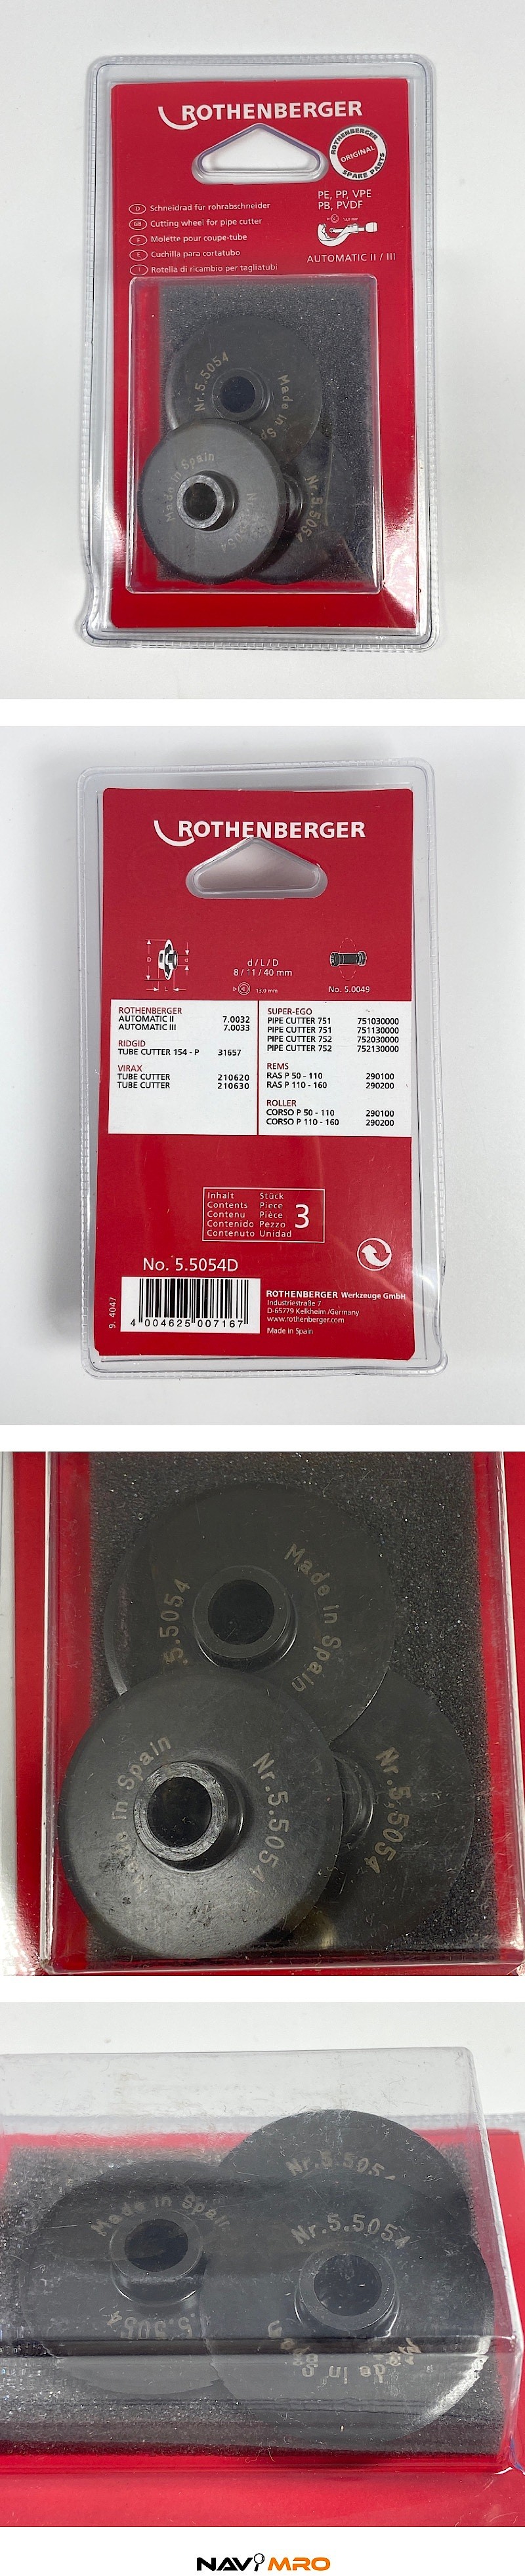 ROTHENBERGER
ROTHENBERGER
ORIGINAL
SPARE PARTS
PE, PP, VPE
PB, PVDF
13,0 mm
AUTOMATIC II / III
D Schneidrad für rohrabschneider
GB Cutting wheel for pipe cutter
F Molette pour coupe-tube
E Cuchilla para cortatubo
I Rotella di ricambio per tagliatubi
Nr.5.5054
Made in Sp
Made in Spain
Nr.5.5054
Nr.5.5054
ROTHENBERGER
D
d
L
d / L / D
8 / 11 / 40 mm
13,0 mm
No. 5.0049
ROTHENBERGER
AUTOMATIC II 7.0032
AUTOMATIC III 7.0033
RIDGID
TUBE CUTTER 154 - P 31657
VIRAX
TUBE CUTTER 210620
TUBE CUTTER 210630
SUPER-EGO
PIPE CUTTER 751 751030000
PIPE CUTTER 751 751130000
PIPE CUTTER 752 752030000
PIPE CUTTER 752 752130000
REMS
RAS P 50 - 110 290100
RAS P 110 - 160 290200
ROLLER
CORSO P 50 - 110 290100
CORSO P 110 - 160 290200
Inhalt Stück
Contents Piece
Contenu Pièce
Contenido Pezzo
Contenuto Unidad
3
No. 5.5054D
9. 4047
4 004625 007167
ROTHENBERGER Werkzeuge GmbH
Industriestraße 7
D-65779 Kelkheim /Germany
www.rothenberger.com
Made in Spain
5.5054
Made in Spain
Made in Spain
Nr.5.5054
Nr.5.5054
Nr.5.505
Made in Spain
Nr.5.5054
.5.5054
Made in
NAVIMRO